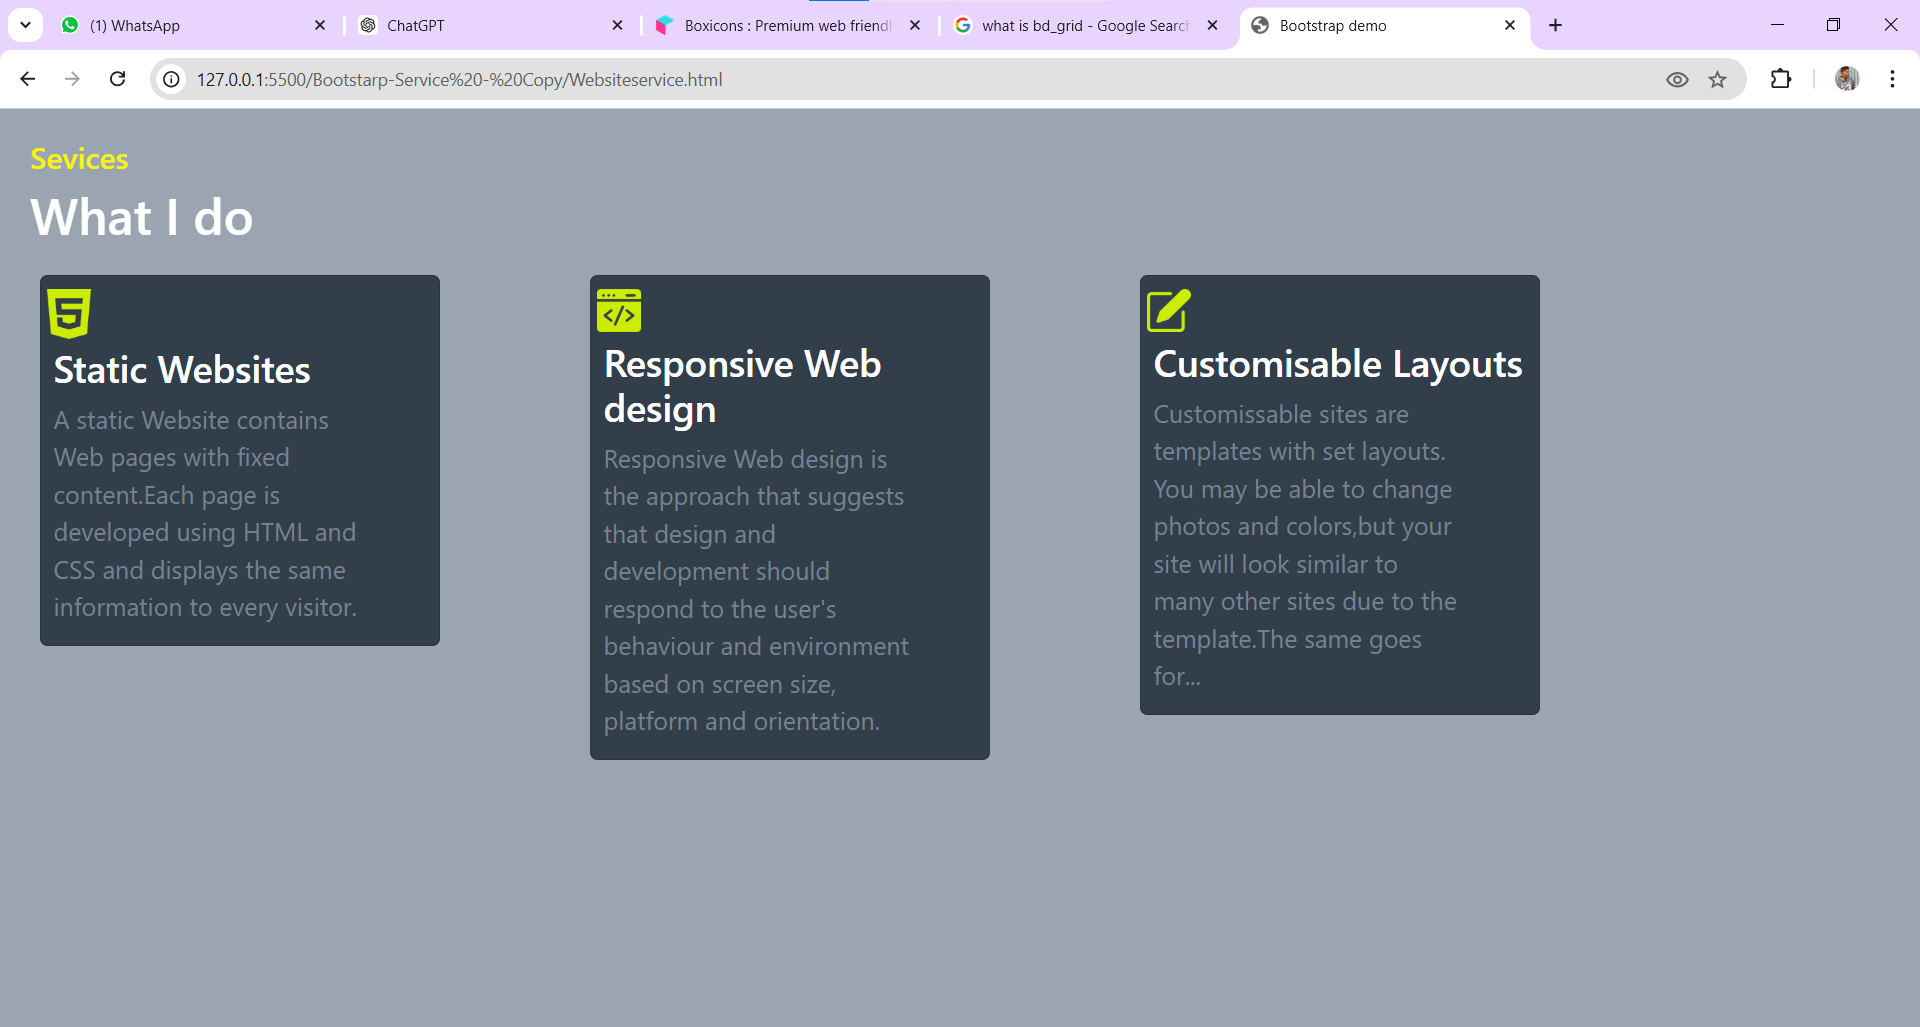 (1) WhatsApp
ChatGPT
Boxicons : Premium web friendl
what is bd_grid - Google Search
Bootstrap demo
127.0.0.1:5500/Bootstarp-Service%20-%20Copy/Websiteservice.html
Sevices
What I do
Static Websites
A static Website contains
Web pages with fixed
content.Each page is
developed using HTML and
CSS and displays the same
information to every visitor.
Responsive Web
design
Responsive Web design is
the approach that suggests
that design and
development should
respond to the user's
behaviour and environment
based on screen size,
platform and orientation.
Customisable Layouts
Customissable sites are
templates with set layouts.
You may be able to change
photos and colors,but your
site will look similar to
many other sites due to the
template.The same goes
for...